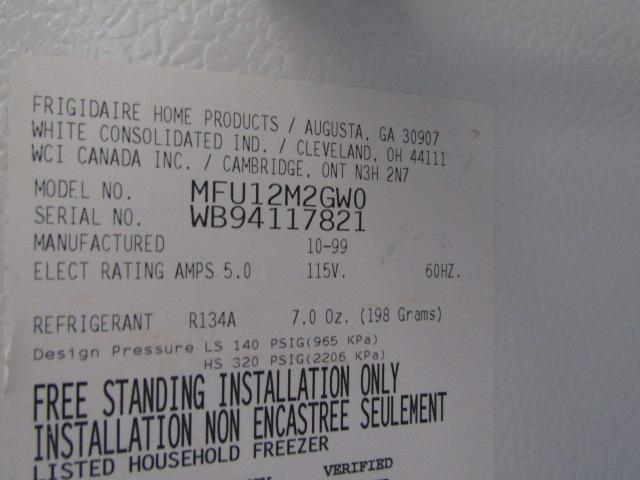 FRIGIDAIRE HOME PRODUCTS / AUGUSTA, GA 30907
WHITE CONSOLIDATED IND. / CLEVELAND, OH 44111
WCI CANADA INC. / CAMBRIDGE, ONT N3H 2N7
MODEL NO. MFU12M2GW0
SERIAL NO. WB94117821
MANUFACTURED 10-99
ELECT RATING AMPS 5.0 115V. 60HZ.
REFRIGERANT R134A 7.0 Oz. (198 Grams)
Design Pressure LS 140 PSIG(965 KPa)
HS 320 PSIG(2206 KPa)
FREE STANDING INSTALLATION ONLY
INSTALLATION NON ENCASTREE SEULEMENT
LISTED HOUSEHOLD FREEZER
VERIFIED